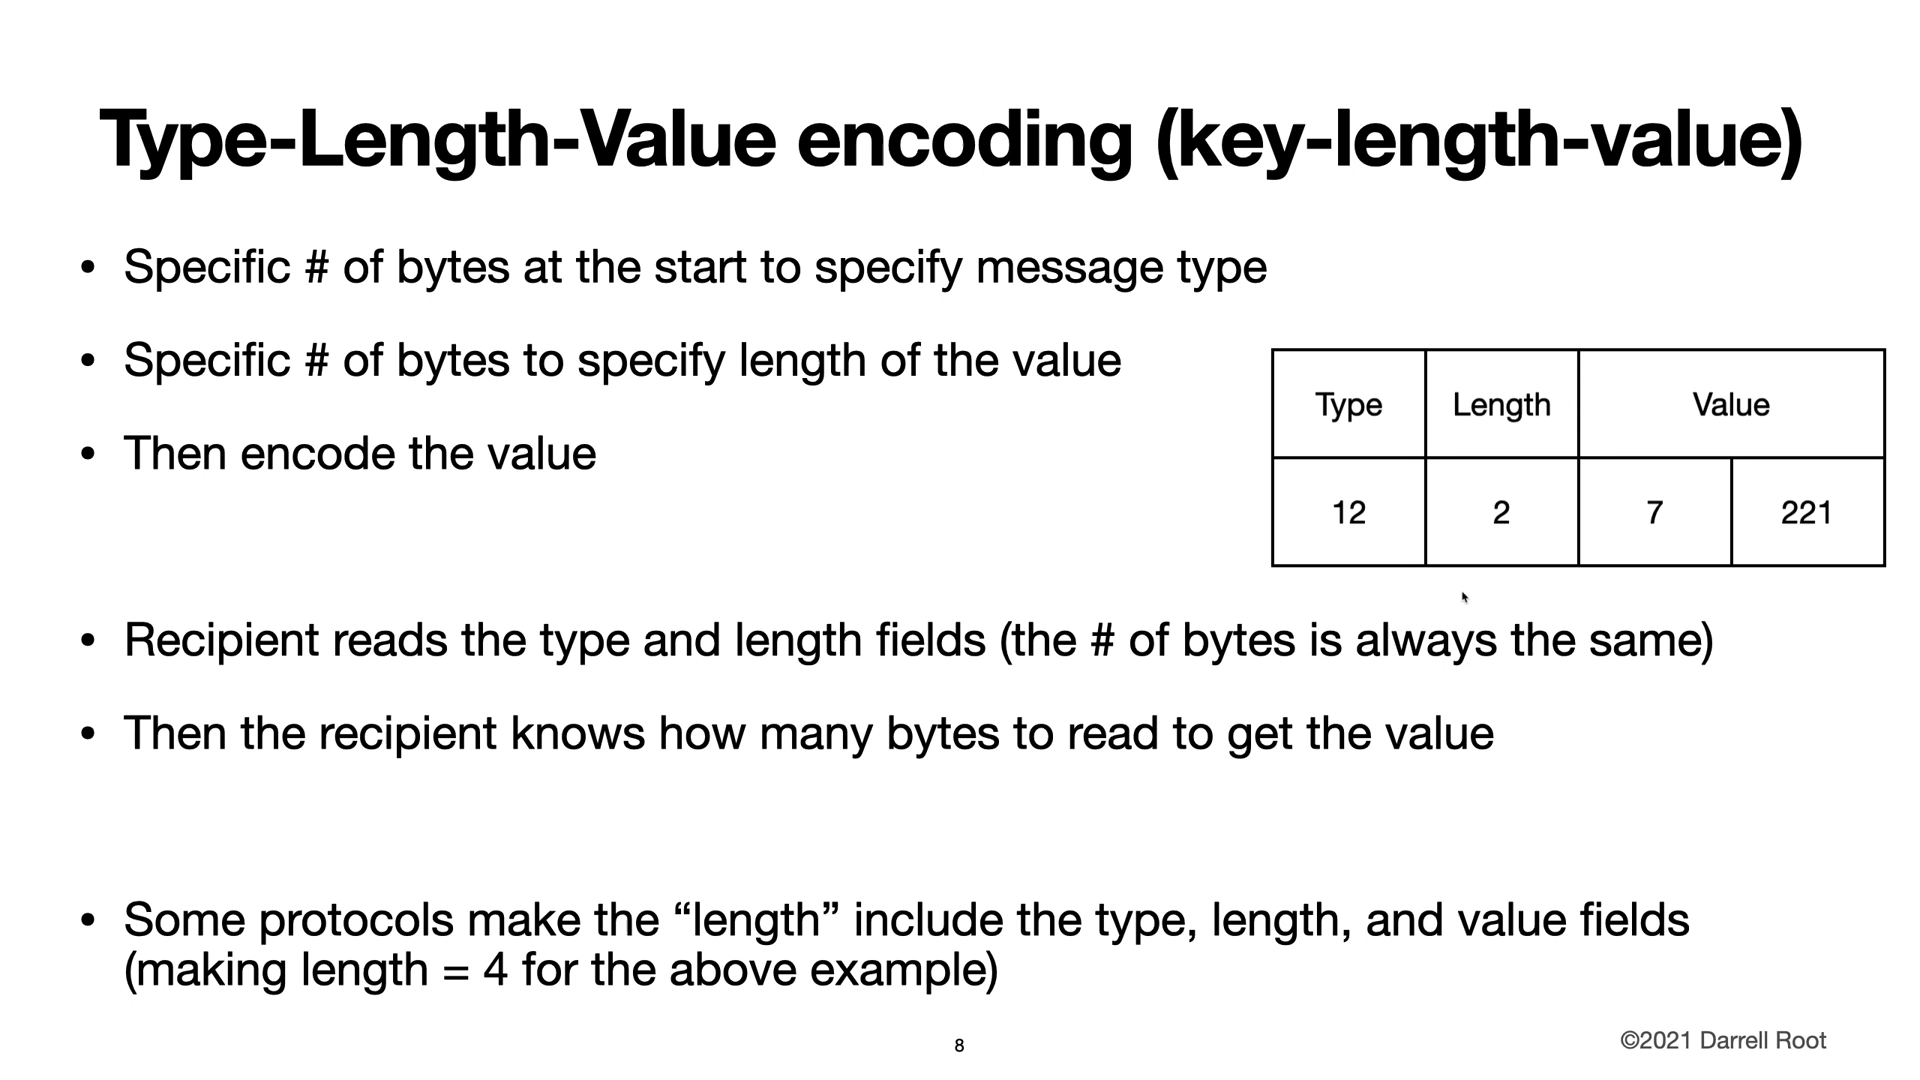 Type-Length-Value encoding (key-length-value)
• Specific # of bytes at the start to specify message type
• Specific # of bytes to specify length of the value
• Then encode the value
Type Length Value
12 2 7 221
• Recipient reads the type and length fields (the # of bytes is always the same)
• Then the recipient knows how many bytes to read to get the value
• Some protocols make the “length” include the type, length, and value fields
(making length = 4 for the above example)
8
©2021 Darrell Root